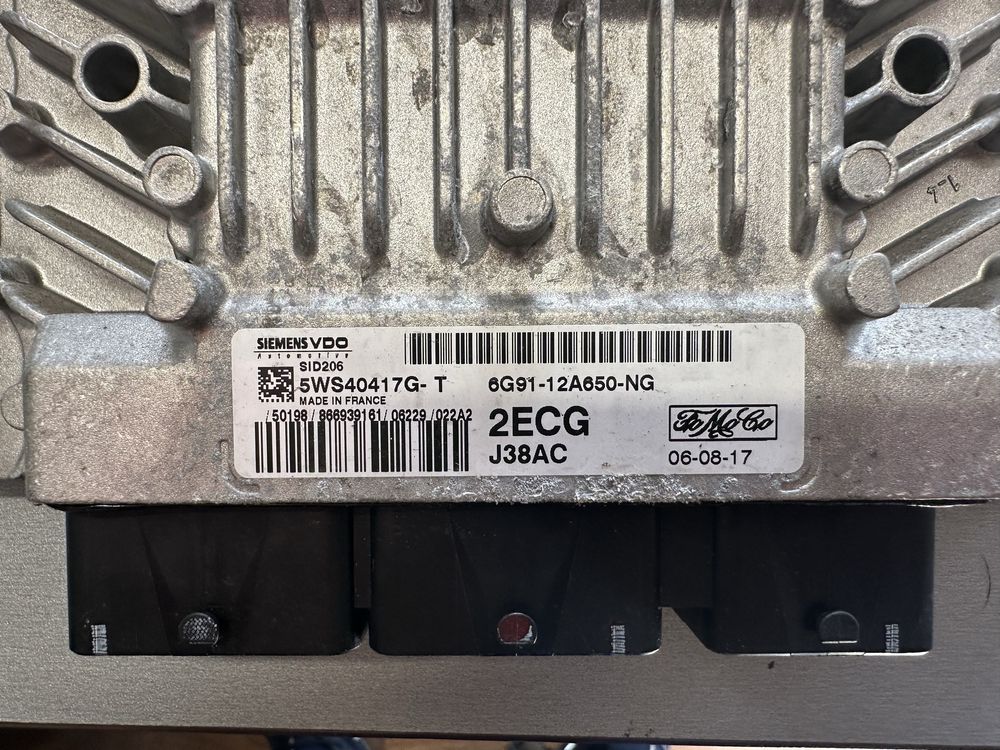 SIEMENS VDO
Automotive
SID206
5WS40417G- T
MADE IN FRANCE
/50198/866939161/06229/022A2
6G91-12A650-NG
2ECG
J38AC
FoMoCo
06-08-17